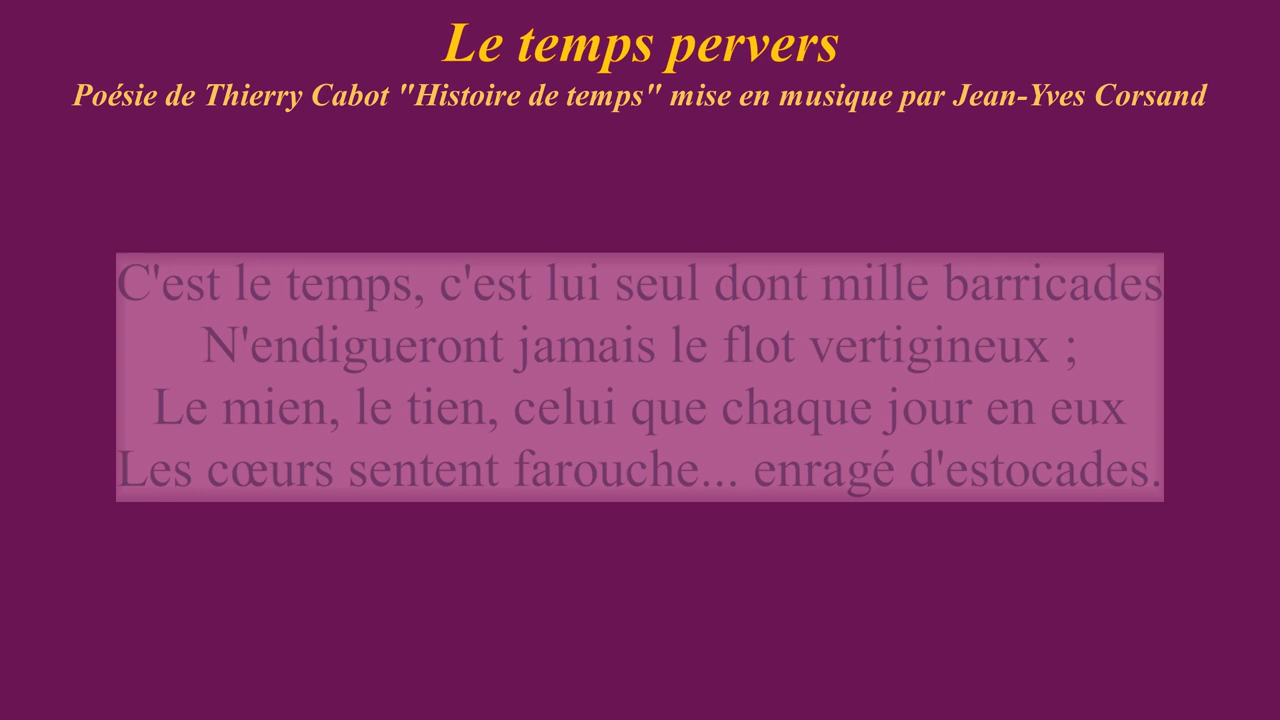 Le temps pervers
Poésie de Thierry Cabot "Histoire de temps" mise en musique par Jean-Yves Corsand
C'est le temps, c'est lui seul dont mille barricades
N'endigueront jamais le flot vertigineux ;
Le mien, le tien, celui que chaque jour en eux
Les cœurs sentent farouche... enragé d'estocades.